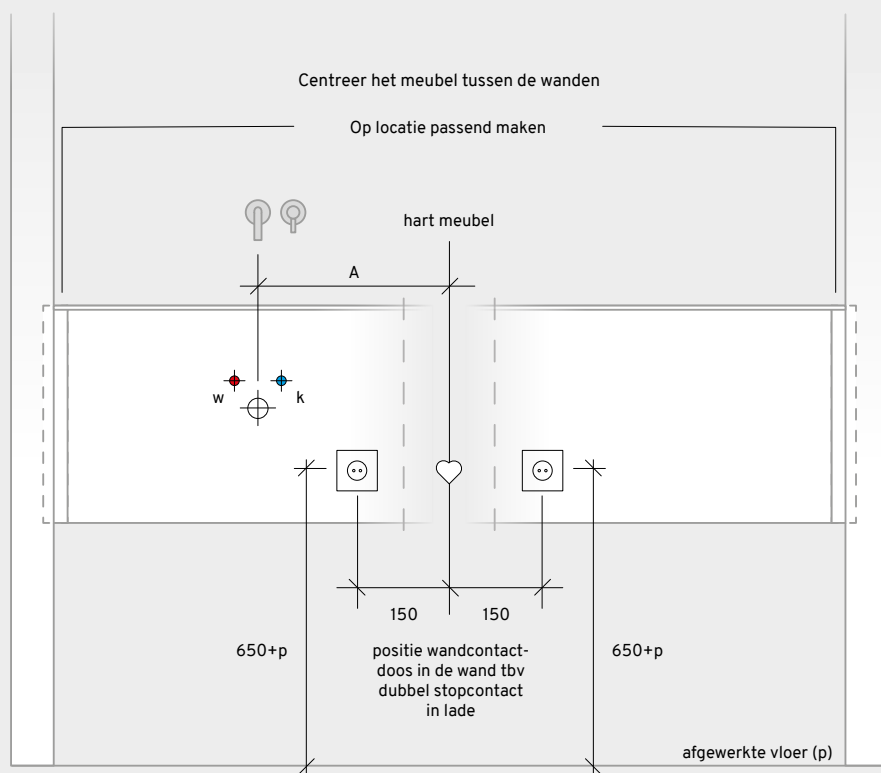 Centreer het meubel tussen de wanden
Op locatie passend maken
hart meubel
A
w
k
150
150
650+p
positie wandcontact-
doos in de wand tbv
dubbel stopcontact
in lade
650+p
afgewerkte vloer (p)